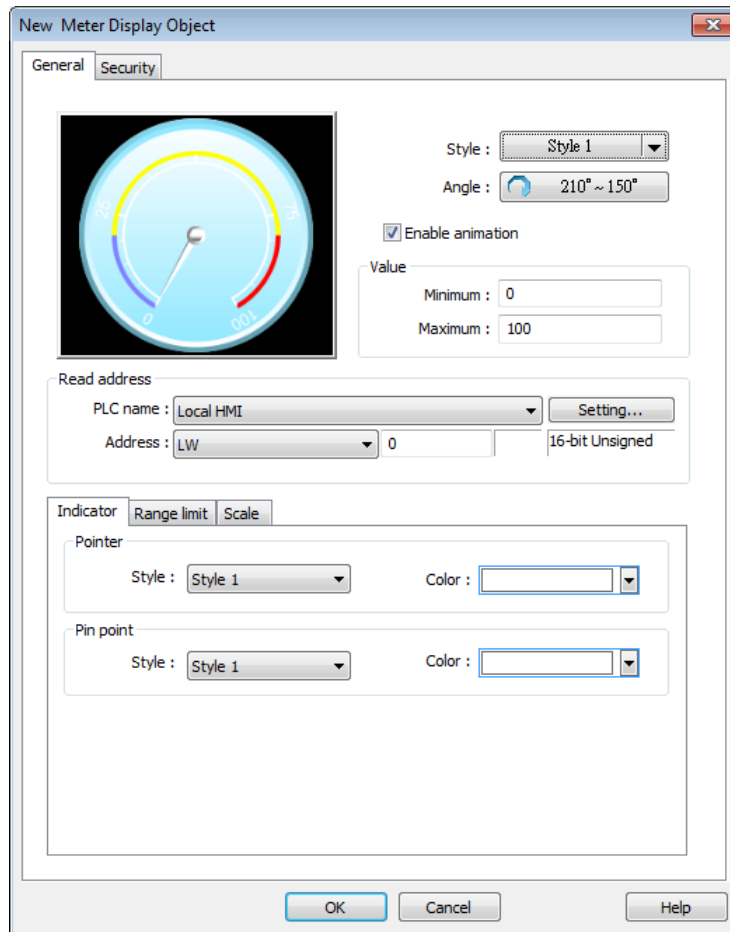 New  Meter Display Object
General Security
Style : Style 1
Angle : 210° ~ 150°
Enable animation
25 75
0 100
Value
Minimum : 0
Maximum : 100
Read address
PLC name : Local HMI Setting...
Address : LW 0 16-bit Unsigned
Indicator Range limit Scale
Pointer
Style : Style 1 Color :
Pin point
Style : Style 1 Color :
OK Cancel Help